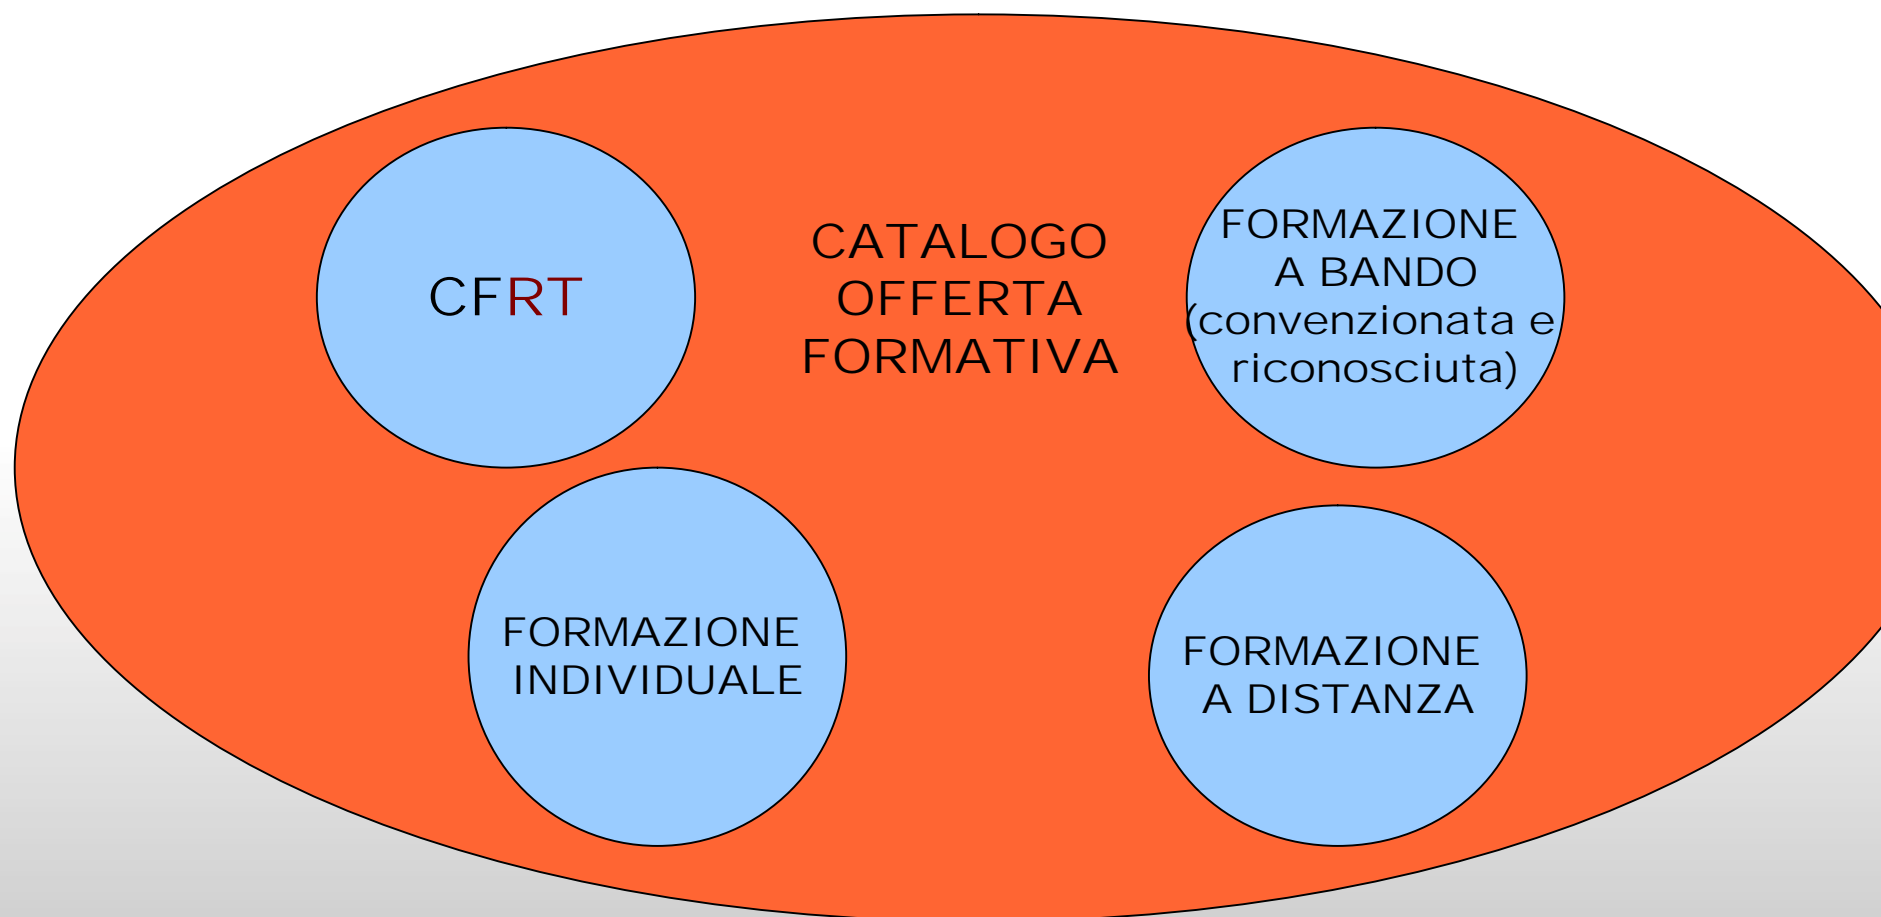 CFRT
CATALOGO
OFFERTA
FORMATIVA
FORMAZIONE
A BANDO
(convenzionata e
riconosciuta)
FORMAZIONE
INDIVIDUALE
FORMAZIONE
A DISTANZA